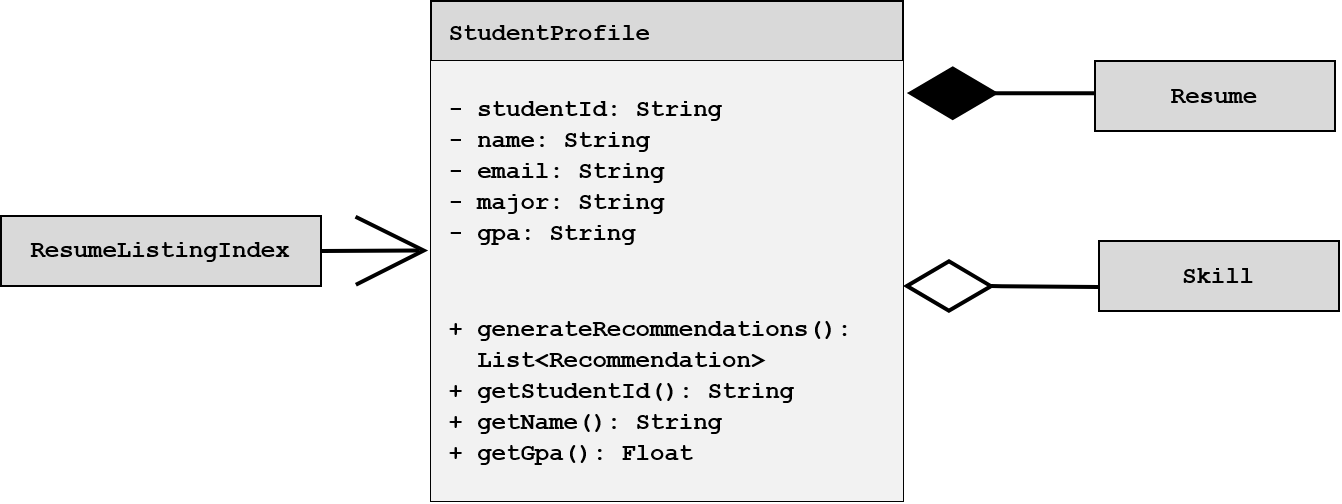 StudentProfile
- studentId: String
- name: String
- email: String
- major: String
- gpa: String
+ generateRecommendations():
List<Recommendation>
+ getStudentId(): String
+ getName(): String
+ getGpa(): Float
ResumeListingIndex
Resume
Skill